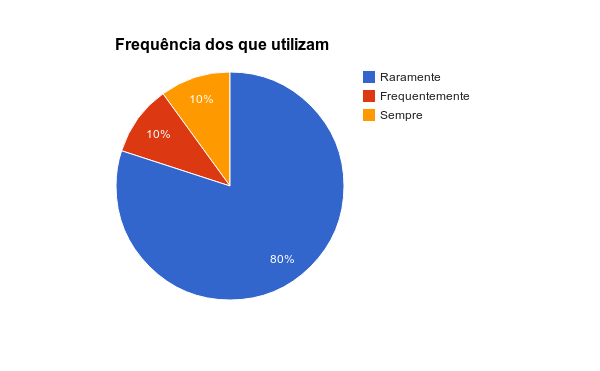 Frequência dos que utilizam
Raramente
Frequentemente
Sempre
10%
10%
80%